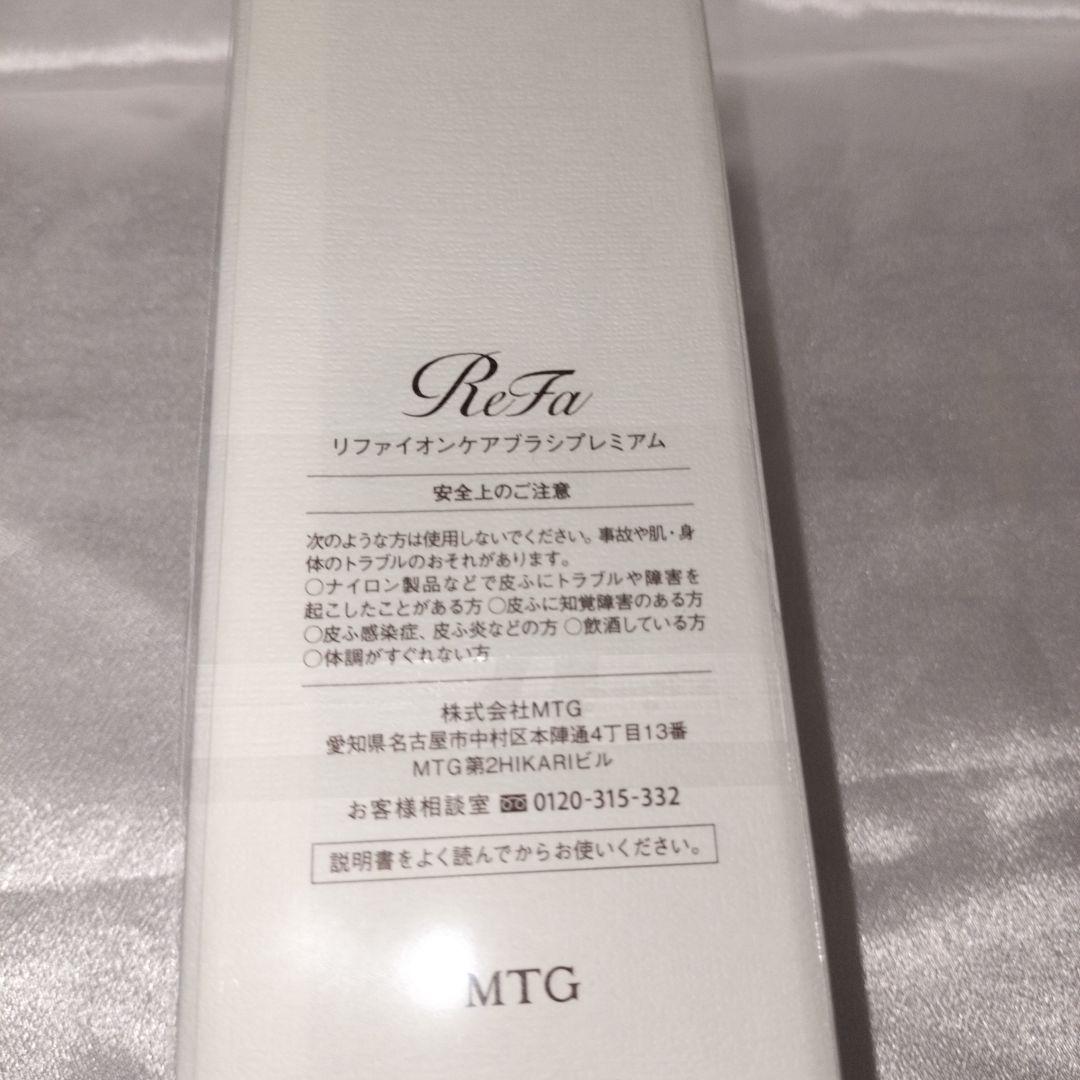 ReFa
リファイオンケアブラシプレミアム
安全上のご注意
次のような方は使用しないでください。事故や肌・身
体のトラブルのおそれがあります。
○ナイロン製品などで皮ふにトラブルや障害を
起こしたことがある方 ○皮ふに知覚障害のある方
○皮ふ感染症、皮ふ炎などの方 ○飲酒している方
○体調がすぐれない方
株式会社MTG
愛知県名古屋市中村区本陣通4丁目13番
MTG第2HIKARIビル
お客様相談室 0120-315-332
説明書をよく読んでからお使いください。
MTG